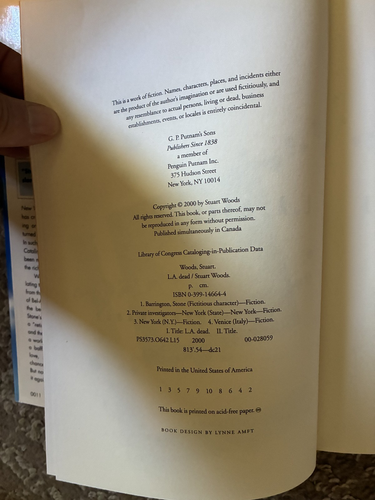 This is a work of fiction. Names, characters, places, and incidents either
are the product of the author's imagination or are used fictitiously, and
any resemblance to actual persons, living or dead, business
establishments, events, or locales is entirely coincidental.
G. P. Putnam's Sons
Publishers Since 1838
a member of
Penguin Putnam Inc.
375 Hudson Street
New York, NY 10014
Copyright © 2000 by Stuart Woods
All rights reserved. This book, or parts thereof, may not
be reproduced in any form without permission.
Published simultaneously in Canada
Library of Congress Cataloging-in-Publication Data
Woods, Stuart.
L.A. dead / Stuart Woods.
p. cm.
ISBN 0-399-14664-4
1. Barrington, Stone (Fictitious character)—Fiction.
2. Private investigators—New York (State)—New York—Fiction.
3. New York (N.Y.)—Fiction. 4. Venice (Italy)—Fiction.
I. Title: L.A. dead. II. Title.
PS3573.O642 L15 2000 00-028059
813'.54—dc21
Printed in the United States of America
1 3 5 7 9 10 8 6 4 2
This book is printed on acid-free paper. ♾
BOOK DESIGN BY LYNNE AMFT